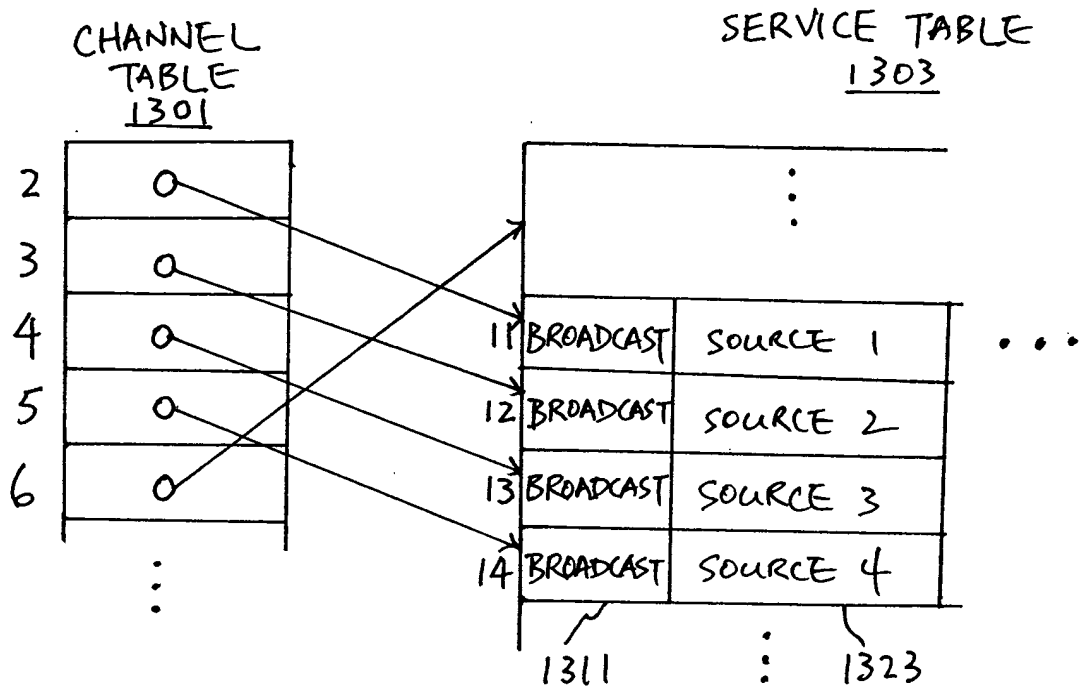 CHANNEL
TABLE
1301
SERVICE TABLE
1303
2
3
4
5
6
11 BROADCAST SOURCE 1
12 BROADCAST SOURCE 2
13 BROADCAST SOURCE 3
14 BROADCAST SOURCE 4
1311
1323